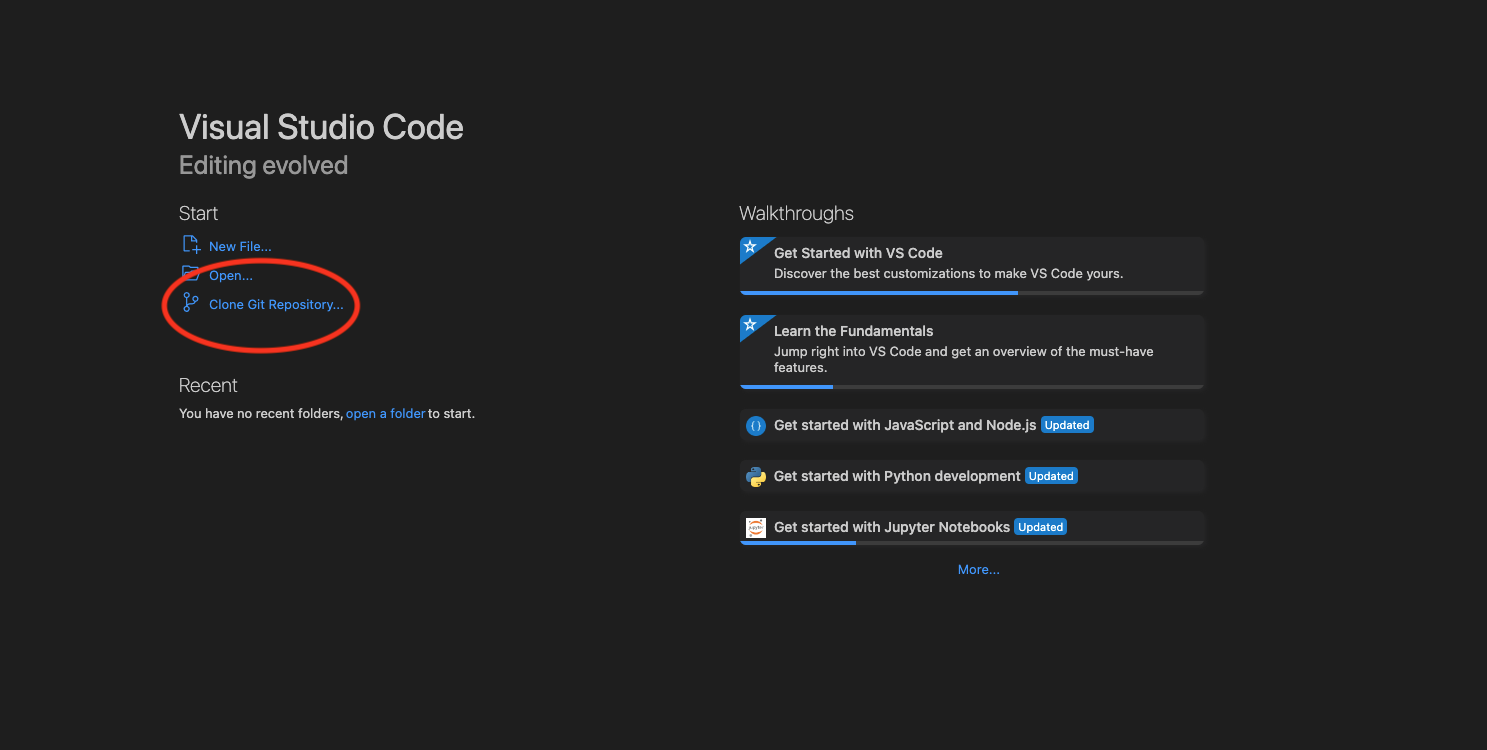 Visual Studio Code
Editing evolved
Start
New File...
Open...
Clone Git Repository...
Recent
You have no recent folders, open a folder to start.
Walkthroughs
Get Started with VS Code
Discover the best customizations to make VS Code yours.
Learn the Fundamentals
Jump right into VS Code and get an overview of the must-have
features.
{} Get started with JavaScript and Node.js Updated
Get started with Python development Updated
jupyter Get started with Jupyter Notebooks Updated
More...